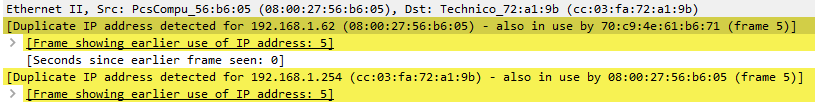 Ethernet II, Src: PcsCompu_56:b6:05 (08:00:27:56:b6:05), Dst: Technico_72:a1:9b (cc:03:fa:72:a1:9b)
[Duplicate IP address detected for 192.168.1.62 (08:00:27:56:b6:05) - also in use by 70:c9:4e:61:b6:71 (frame 5)]
[Frame showing earlier use of IP address: 5]
[Seconds since earlier frame seen: 0]
[Duplicate IP address detected for 192.168.1.254 (cc:03:fa:72:a1:9b) - also in use by 08:00:27:56:b6:05 (frame 5)]
[Frame showing earlier use of IP address: 5]